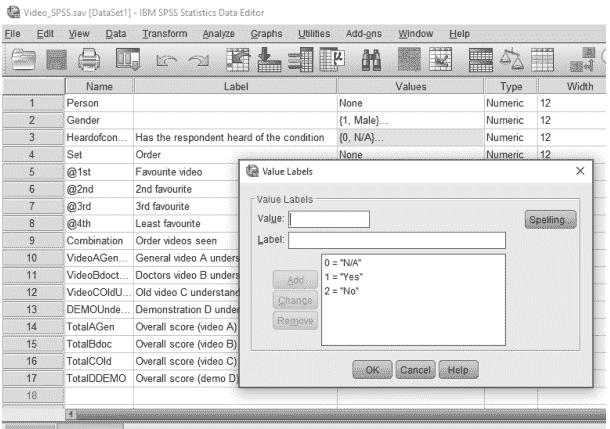 Video_SPSS.sav [DataSet1] - IBM SPSS Statistics Data Editor
File Edit View Data Transform Analyze Graphs Utilities Add-ons Window Help
Name Label Values Type Width
1 Person None Numeric 12
2 Gender {1, Male}... Numeric 12
3 Heardofcon... Has the respondent heard of the condition {0, N/A}... Numeric 12
4 Set Order None Numeric 12
5 @1st Favourite video
6 @2nd 2nd favourite
7 @3rd 3rd favourite
8 @4th Least favourite
9 Combination Order videos seen
10 VideoAGen... General video A unders
11 VideoBdoct... Doctors video B unders
12 VideoCOldU... Old video C understand
13 DEMOUnde... Demonstration D under
14 TotalAGen Overall score (video A)
15 TotalBdoc Overall score (video B)
16 TotalCOld Overall score (video C)
17 TotalDDEMO Overall score (demo D)
18
Value Labels
Value Labels
Value:
Spelling...
Label:
0 = "N/A"
1 = "Yes"
2 = "No"
Add
Change
Remove
OK Cancel Help